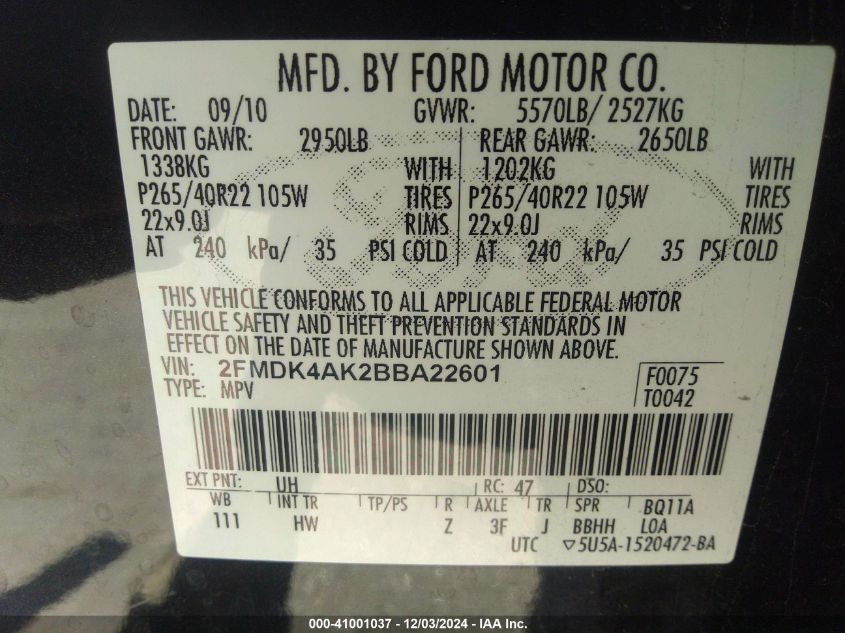 MFD. BY FORD MOTOR CO.
DATE: 09/10 GVWR: 5570LB/ 2527KG
FRONT GAWR: 2950LB REAR GAWR: 2650LB
1338KG WITH 1202KG WITH
P265/40R22 105W TIRES P265/40R22 105W TIRES
22x9.0J RIMS 22x9.0J RIMS
AT 240 kPa/ 35 PSI COLD AT 240 kPa/ 35 PSI COLD
THIS VEHICLE CONFORMS TO ALL APPLICABLE FEDERAL MOTOR
VEHICLE SAFETY AND THEFT PREVENTION STANDARDS IN
EFFECT ON THE DATE OF MANUFACTURE SHOWN ABOVE.
VIN: 2FMDK4AK2BBA22601
TYPE: MPV
F0075
T0042
EXT PNT: UH RC: 47 DSO:
WB INT TR TP/PS R AXLE TR SPR BQ11A
111 HW Z 3F J BBHH LOA
UTC ▽5U5A-1520472-BA
000-41001037 - 12/03/2024 - IAA Inc.